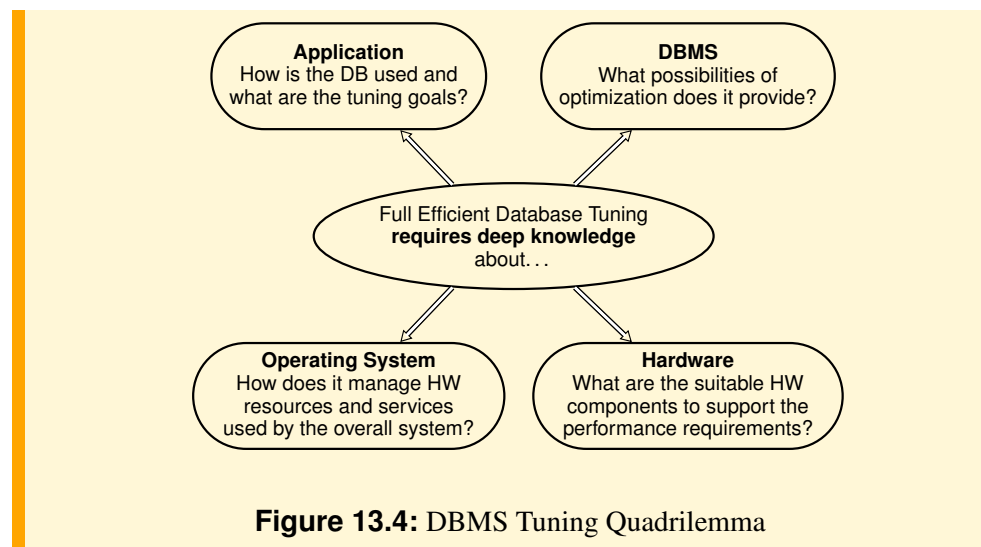 Application
How is the DB used and
what are the tuning goals?
DBMS
What possibilities of
optimization does it provide?
Full Efficient Database Tuning
requires deep knowledge
about. . .
Operating System
How does it manage HW
resources and services
used by the overall system?
Hardware
What are the suitable HW
components to support the
performance requirements?
Figure 13.4: DBMS Tuning Quadrilemma